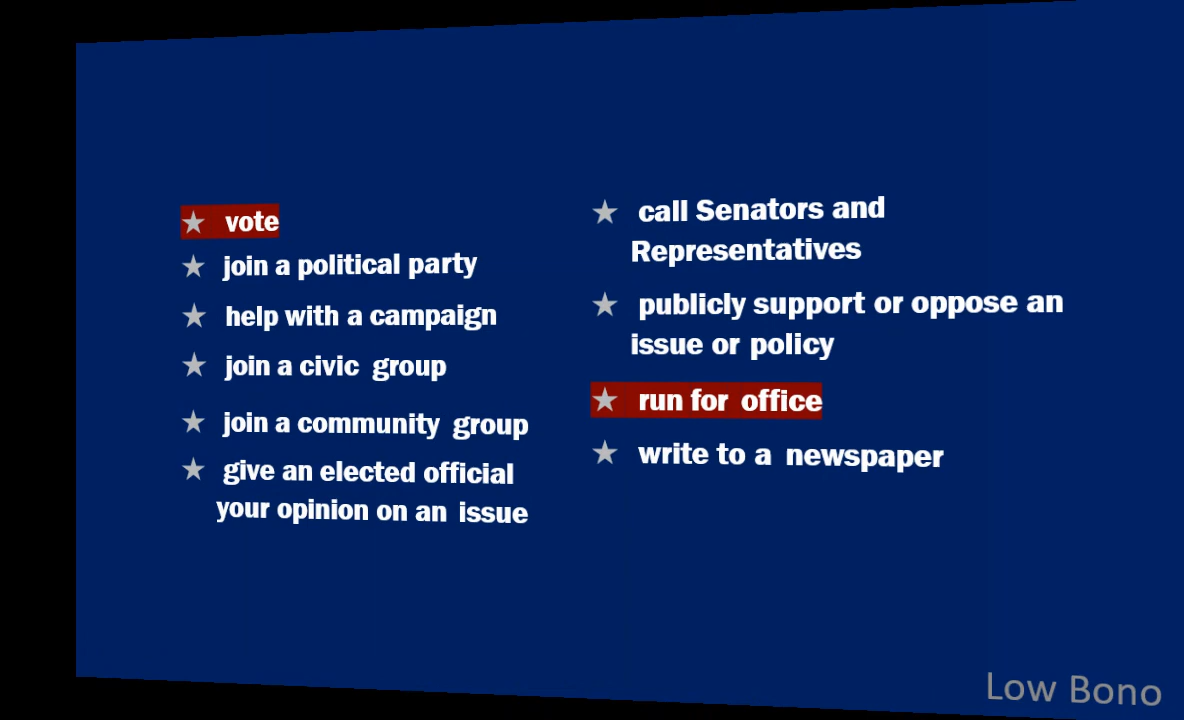 ★ vote
★ join a political party
★ help with a campaign
★ join a civic group
★ join a community group
★ give an elected official
your opinion on an issue
★ call Senators and
Representatives
★ publicly support or oppose an
issue or policy
★ run for office
★ write to a newspaper
Low Bono